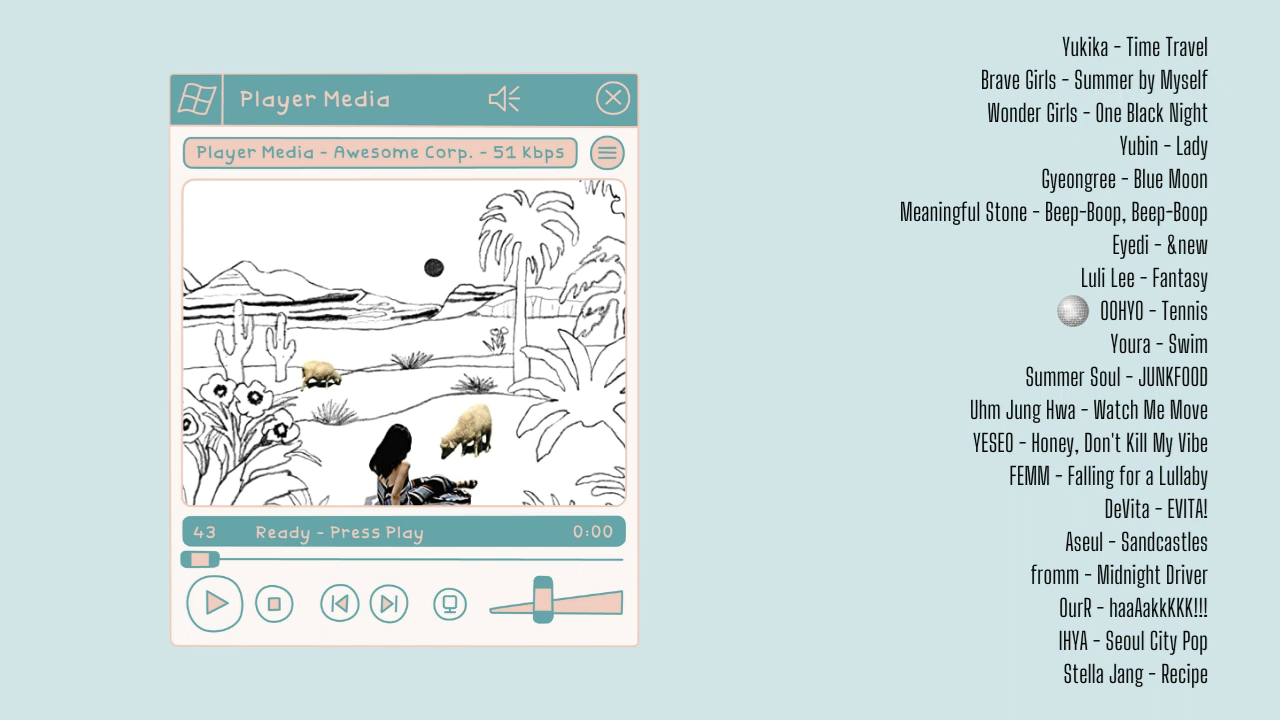 Player Media
Player Media - Awesome Corp. - 51 Kbps
43 Ready - Press Play 0:00
Yukika - Time Travel
Brave Girls - Summer by Myself
Wonder Girls - One Black Night
Yubin - Lady
Gyeongree - Blue Moon
Meaningful Stone - Beep-Boop, Beep-Boop
Eyedi - &new
Luli Lee - Fantasy
OOHYO - Tennis
Youra - Swim
Summer Soul - JUNKFOOD
Uhm Jung Hwa - Watch Me Move
YESEO - Honey, Don't Kill My Vibe
FEMM - Falling for a Lullaby
DeVita - EVITA!
Aseul - Sandcastles
fromm - Midnight Driver
OurR - haaAakkKKK!!!
IHYA - Seoul City Pop
Stella Jang - Recipe